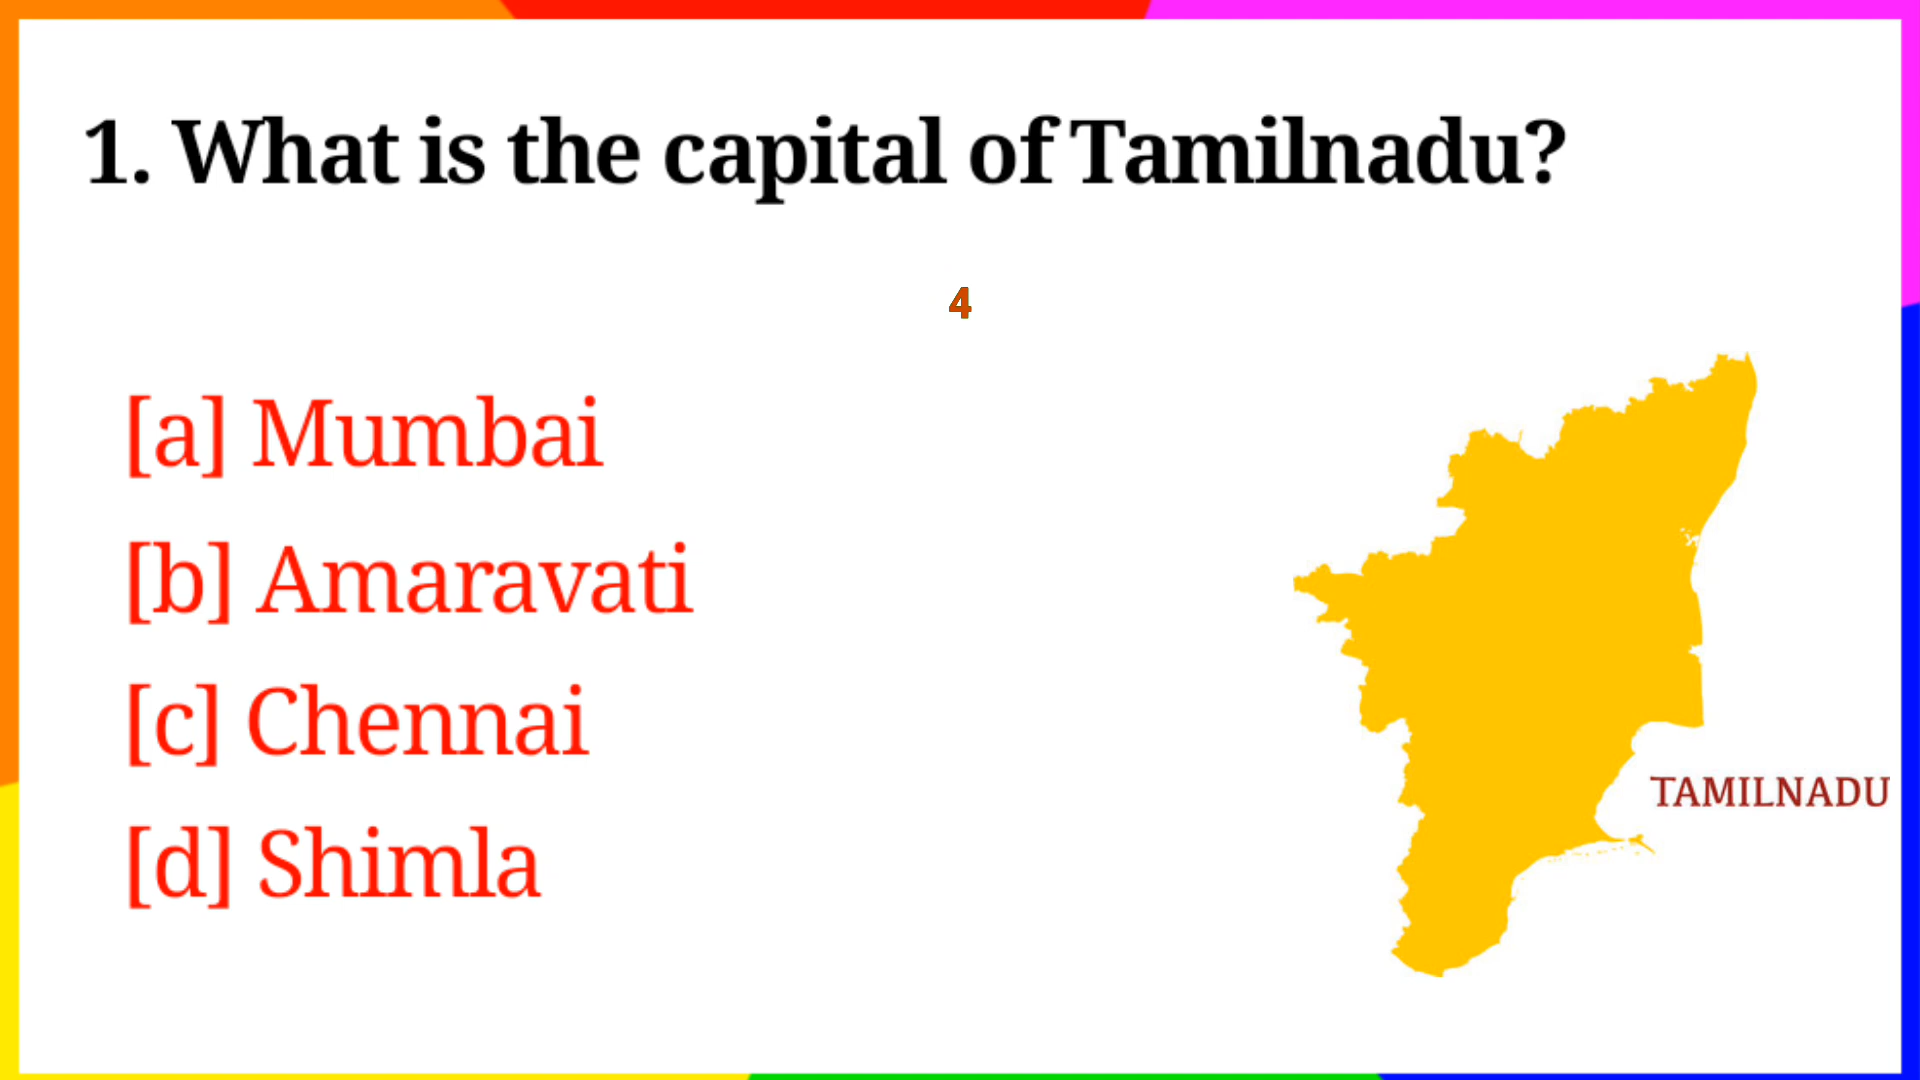 1. What is the capital of Tamilnadu?
4
[a] Mumbai
[b] Amaravati
[c] Chennai
[d] Shimla
TAMILNADU